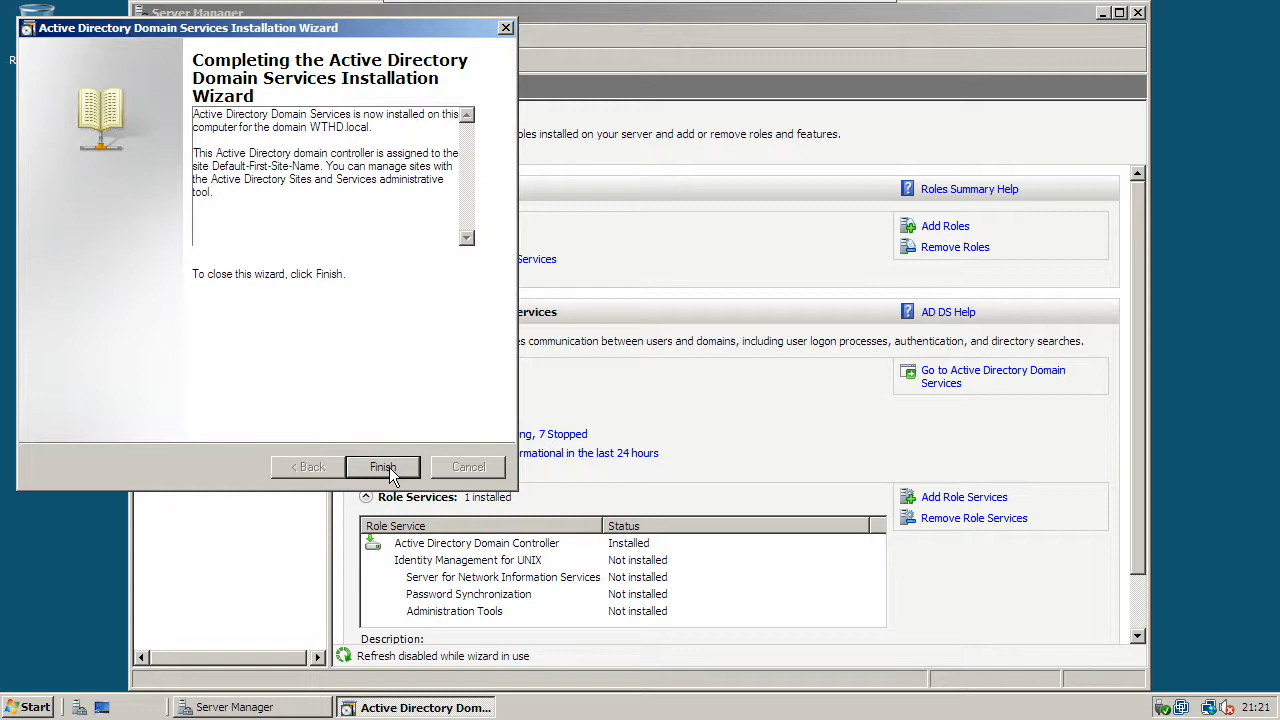 Server Manager
Active Directory Domain Services Installation Wizard
Completing the Active Directory
Domain Services Installation
Wizard
Active Directory Domain Services is now installed on this
computer for the domain WTHD.local.
This Active Directory domain controller is assigned to the
site Default-First-Site-Name. You can manage sites with
the Active Directory Sites and Services administrative
tool.
To close this wizard, click Finish.
< Back
Finish
Cancel
oles installed on your server and add or remove roles and features.
Roles Summary Help
Add Roles
Remove Roles
Services
ervices
AD DS Help
es communication between users and domains, including user logon processes, authentication, and directory searches.
Go to Active Directory Domain
Services
ng, 7 Stopped
rmational in the last 24 hours
Role Services: 1 installed
Add Role Services
Remove Role Services
Role Service Status
Active Directory Domain Controller Installed
Identity Management for UNIX Not installed
Server for Network Information Services Not installed
Password Synchronization Not installed
Administration Tools Not installed
Description:
Refresh disabled while wizard in use
R
Start
Server Manager
Active Directory Dom...
21:21